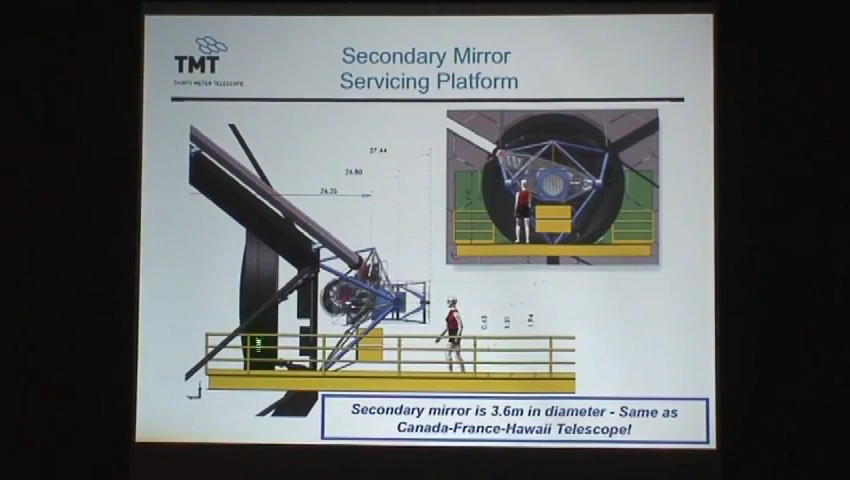 TMT
THIRTY METER TELESCOPE
Secondary Mirror
Servicing Platform
27.44
26.80
26.20
Secondary mirror is 3.6m in diameter - Same as
Canada-France-Hawaii Telescope!